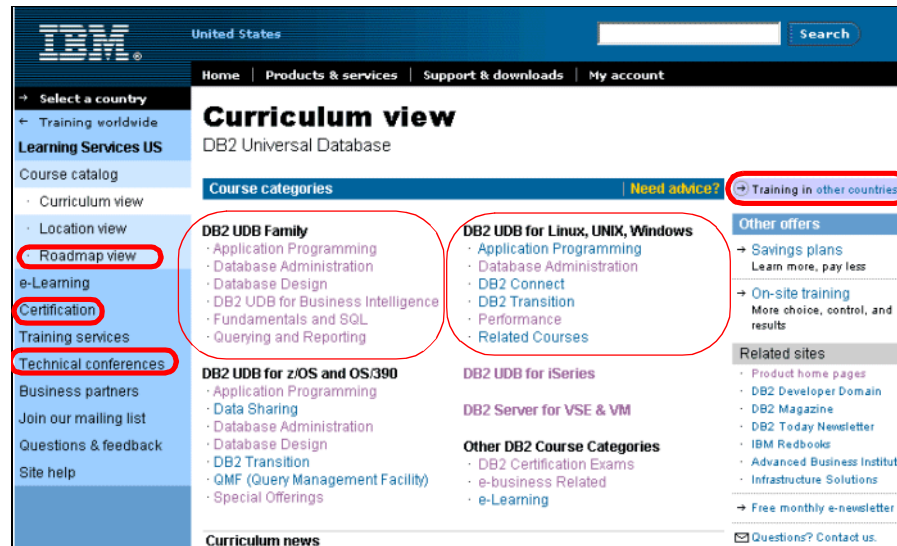 IBM®
United States
Search
Home | Products & services | Support & downloads | My account
→ Select a country
← Training worldwide
Learning Services US
Course catalog
· Curriculum view
· Location view
· Roadmap view
e-Learning
Certification
Training services
Technical conferences
Business partners
Join our mailing list
Questions & feedback
Site help
Curriculum view
DB2 Universal Database
Course categories | Need advice?
DB2 UDB Family
· Application Programming
· Database Administration
· Database Design
· DB2 UDB for Business Intelligence
· Fundamentals and SQL
· Querying and Reporting
DB2 UDB for Linux, UNIX, Windows
· Application Programming
· Database Administration
· DB2 Connect
· DB2 Transition
· Performance
· Related Courses
DB2 UDB for z/OS and OS/390
· Application Programming
· Data Sharing
· Database Administration
· Database Design
· DB2 Transition
· QMF (Query Management Facility)
· Special Offerings
DB2 UDB for iSeries
DB2 Server for VSE & VM
Other DB2 Course Categories
· DB2 Certification Exams
· e-business Related
· e-Learning
Curriculum news
→ Training in other countries
Other offers
→ Savings plans
Learn more, pay less
→ On-site training
More choice, control, and
results
Related sites
· Product home pages
· DB2 Developer Domain
· DB2 Magazine
· DB2 Today Newsletter
· IBM Redbooks
· Advanced Business Institut
· Infrastructure Solutions
→ Free monthly e-newsletter
Questions? Contact us.